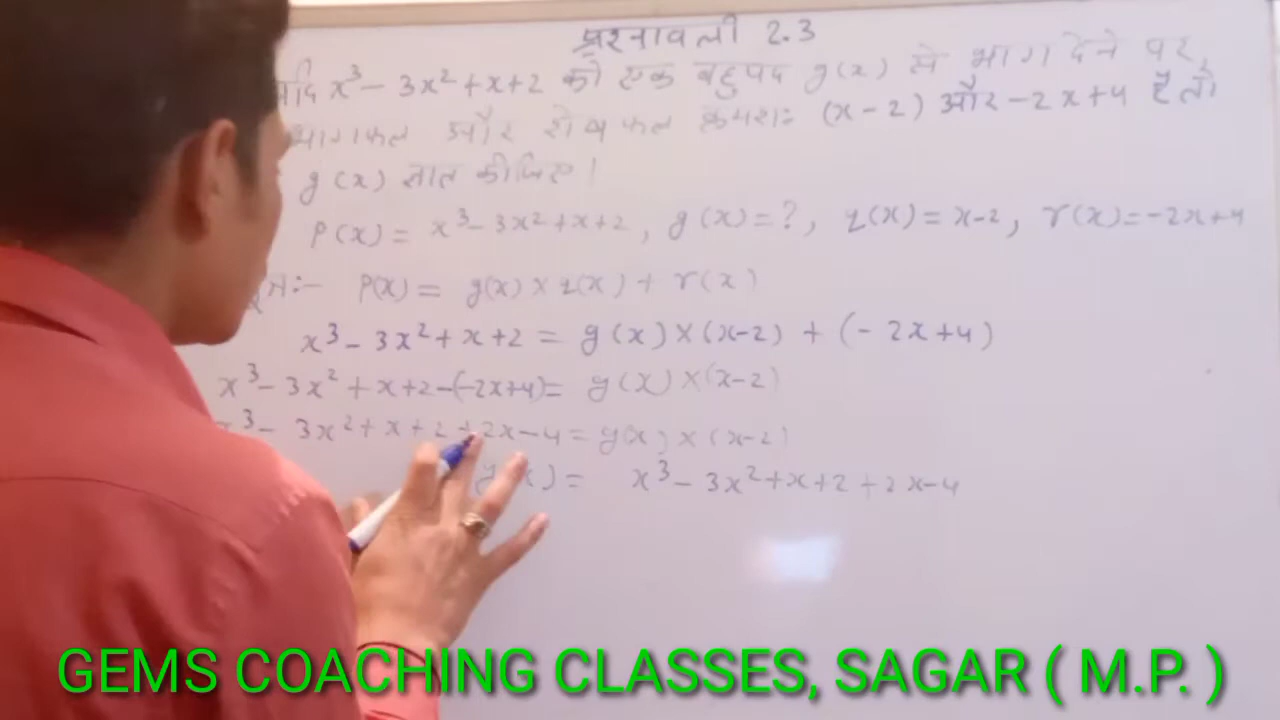 प्रश्नावली 2.3
यदि x³ - 3x² + x + 2 को एक बहुपद g(x) से भाग देने पर,
भागफल और शेषफल क्रमशः (x-2) और -2x+4 है तो
g(x) ज्ञात कीजिए।
P(x) = x³ - 3x² + x + 2, g(x) = ?, q(x) = x-2, r(x) = -2x+4
P(x) = g(x) × q(x) + r(x)
x³ - 3x² + x + 2 = g(x) × (x-2) + (-2x+4)
x³ - 3x² + x + 2 - (-2x+4) = g(x) × (x-2)
x³ - 3x² + x + 2 + 2x - 4 = g(x) × (x-2)
g(x) = x³ - 3x² + x + 2 + 2x - 4
GEMS COACHING CLASSES, SAGAR ( M.P. )